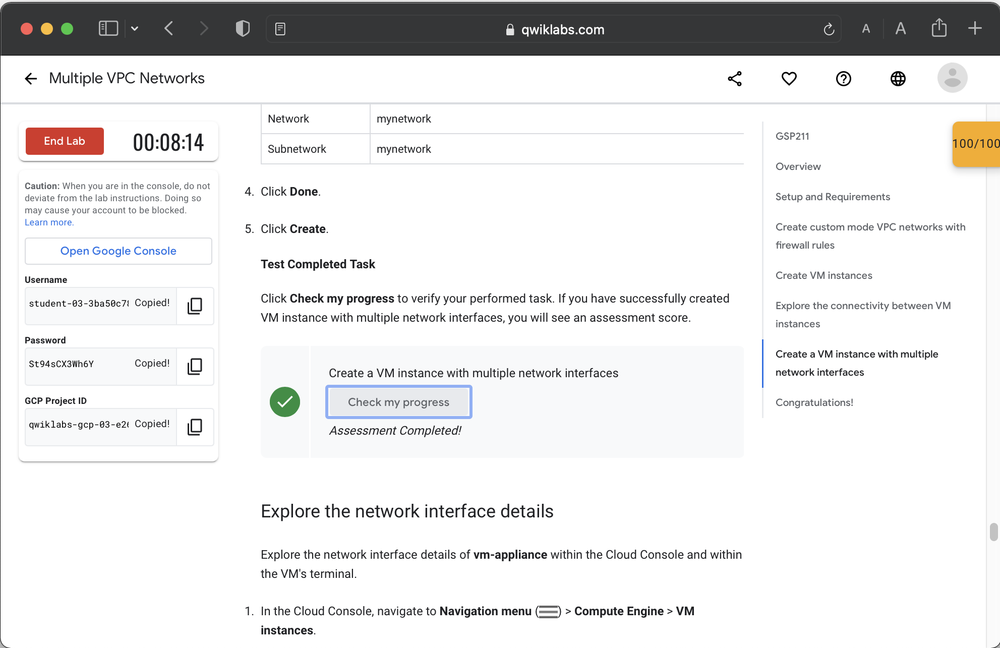 qwiklabs.com
A
A
Multiple VPC Networks
End Lab
00:08:14
Caution: When you are in the console, do not
deviate from the lab instructions. Doing so
may cause your account to be blocked.
Learn more.
Open Google Console
Username
student-03-3ba50c78 Copied!
Password
St94sCX3Wh6Y Copied!
GCP Project ID
qwiklabs-gcp-03-e26 Copied!
Network mynetwork
Subnetwork mynetwork
4. Click Done.
5. Click Create.
Test Completed Task
Click Check my progress to verify your performed task. If you have successfully created
VM instance with multiple network interfaces, you will see an assessment score.
Create a VM instance with multiple network interfaces
Check my progress
Assessment Completed!
Explore the network interface details
Explore the network interface details of vm-appliance within the Cloud Console and within
the VM's terminal.
1. In the Cloud Console, navigate to Navigation menu ( ) > Compute Engine > VM
instances.
GSP211
Overview
Setup and Requirements
Create custom mode VPC networks with
firewall rules
Create VM instances
Explore the connectivity between VM
instances
Create a VM instance with multiple
network interfaces
Congratulations!
100/100